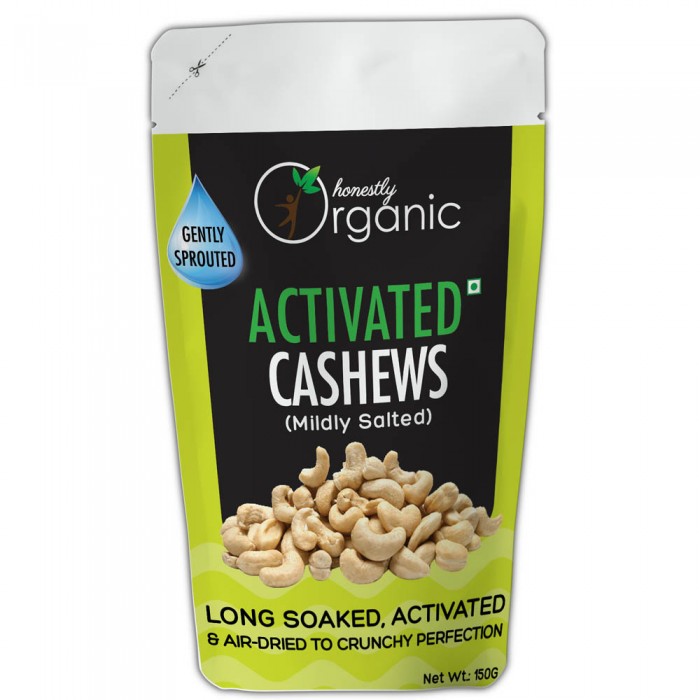 honestly
Organic
GENTLY
SPROUTED
ACTIVATED
CASHEWS
(Mildly Salted)
LONG SOAKED, ACTIVATED
& AIR-DRIED TO CRUNCHY PERFECTION
Net Wt.: 150G